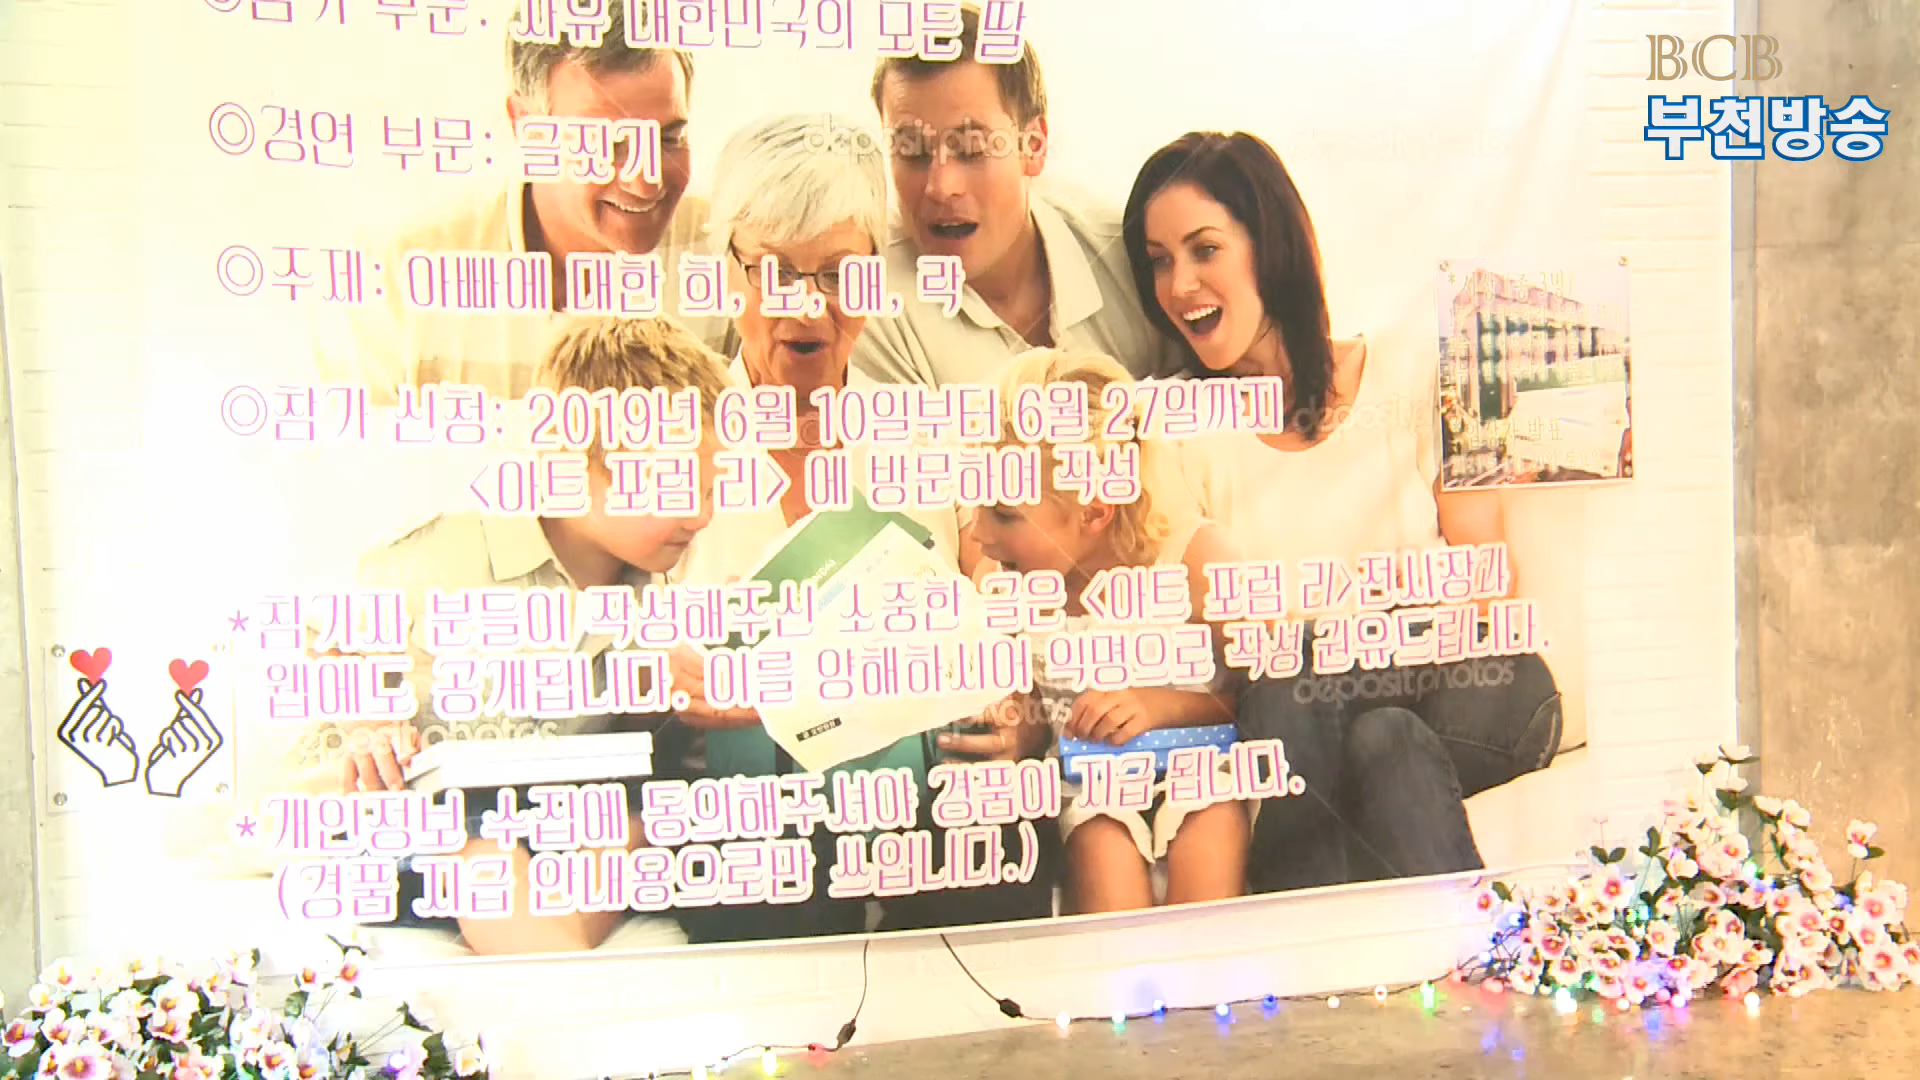 ◎참가 부문: 자유 대한민국의 모든 딸
BCB
부천방송
◎경연 부문: 글짓기
depositphotos
◎주제: 아빠에 대한 희, 노, 애, 락
◎참가 신청: 2019년 6월 10일부터 6월 27일까지
<아트 포럼 리> 에 방문하여 작성
*참가자 분들이 작성해주신 소중한 글은 <아트 포럼 리>전시장과
웹에도 공개됩니다. 이를 양해하시어 익명으로 작성 권유드립니다.
depositphotos
depositphotos
*개인정보 수집에 동의해주셔야 경품이 지급 됩니다.
(경품 지급 안내용으로만 쓰입니다.)